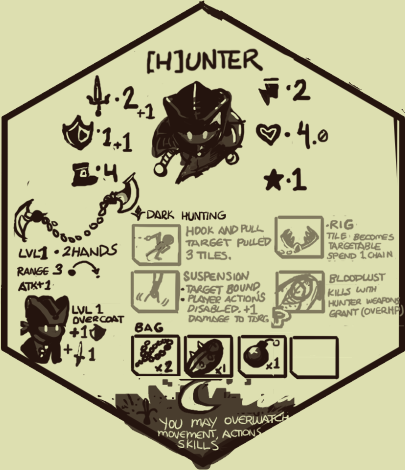 [H]UNTER
·2+1
·2
·1+1
·4.0
·4
·1
DARK HUNTING
HOOK AND PULL
TARGET PULLED
3 TILES.
·RIG
TILE BECOMES
TARGETABLE
SPEND 1 CHAIN
LVL1 · 2HANDS
RANGE 3
ATK+1
SUSPENSION
·TARGET BOUND
·PLAYER ACTIONS
DISABLED. +1
DAMAGE TO
BLOODLUST
KILLS WITH
HUNTER WEAPONS
GRANT (OVERHP)
LVL 1
OVERCOAT
+1
+1
BAG
x2
x1
x1
YOU MAY OVERWATCH
MOVEMENT, ACTIONS
SKILLS